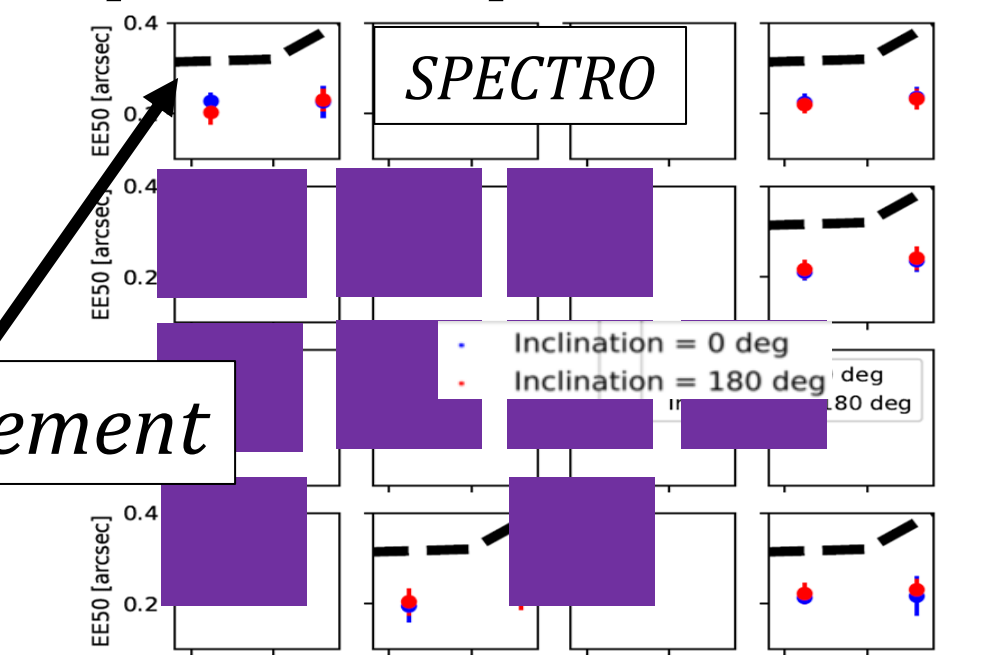 0.4
EE50 [arcsec]
SPECTRO
0.4
EE50 [arcsec]
0.2
Inclination = 0 deg
Inclination = 180 deg
deg
180 deg
0.4
EE50 [arcsec]
0.2